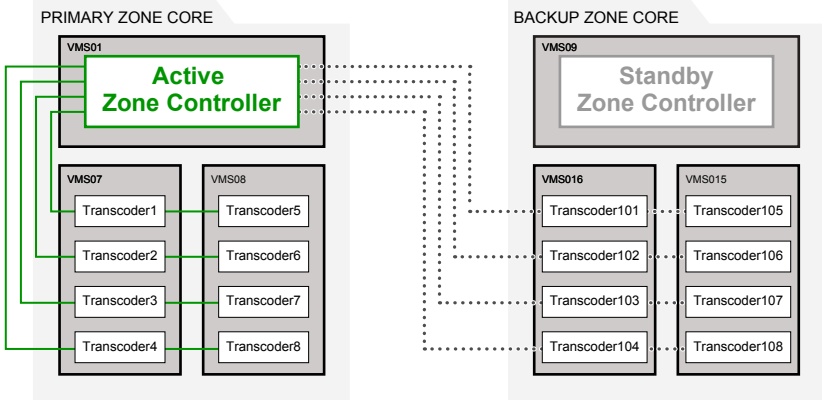 PRIMARY ZONE CORE
VMS01
Active
Zone Controller
VMS07
Transcoder1
Transcoder2
Transcoder3
Transcoder4
VMS08
Transcoder5
Transcoder6
Transcoder7
Transcoder8
BACKUP ZONE CORE
VMS09
Standby
Zone Controller
VMS016
Transcoder101
Transcoder102
Transcoder103
Transcoder104
VMS015
Transcoder105
Transcoder106
Transcoder107
Transcoder108